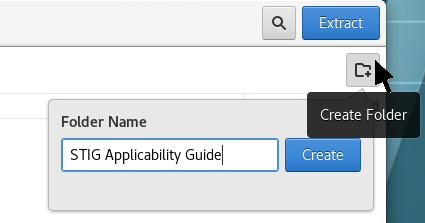 Extract
Create Folder
Folder Name
STIG Applicability Guide
Create